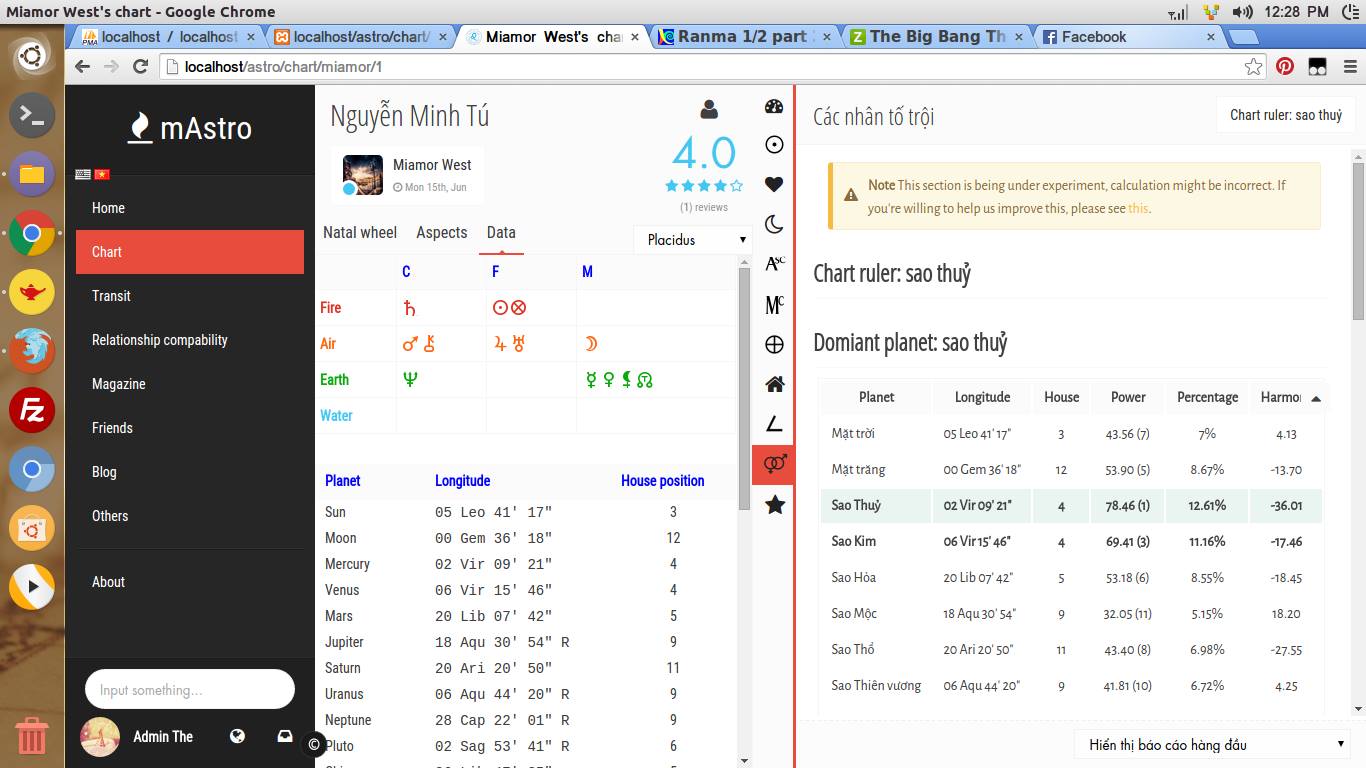 Miamor West's chart - Google Chrome
12:28 PM
localhost / localhost
localhost/astro/chart/
Miamor West's cha
Ranma 1/2 part
The Big Bang Th
Facebook
localhost/astro/chart/miamor/1
mAstro
Home
Chart
Transit
Relationship compability
Magazine
Friends
Blog
Others
About
Input something...
Admin The
©
Nguyễn Minh Tú
Miamor West
Mon 15th, Jun
4.0
(1) reviews
Natal wheel Aspects Data
Placidus
C F M
Fire ♄ ☉ ⊗
Air ♂ ⚷ ♃ ♅ ☽
Earth ♆ ☿ ♀ ⚸ ☊
Water
Planet Longitude House position
Sun 05 Leo 41' 17" 3
Moon 00 Gem 36' 18" 12
Mercury 02 Vir 09' 21" 4
Venus 06 Vir 15' 46" 4
Mars 20 Lib 07' 42" 5
Jupiter 18 Aqu 30' 54" R 9
Saturn 20 Ari 20' 50" 11
Uranus 06 Aqu 44' 20" R 9
Neptune 28 Cap 22' 01" R 9
Pluto 02 Sag 53' 41" R 6
Asc
Mc
Các nhân tố trội
Chart ruler: sao thuỷ
Note This section is being under experiment, calculation might be incorrect. If
you're willing to help us improve this, please see this.
Chart ruler: sao thuỷ
Domiant planet: sao thuỷ
Planet Longitude House Power Percentage Harmor
Mặt trời 05 Leo 41' 17" 3 43.56 (7) 7% 4.13
Mặt trăng 00 Gem 36' 18" 12 53.90 (5) 8.67% -13.70
Sao Thuỷ 02 Vir 09' 21" 4 78.46 (1) 12.61% -36.01
Sao Kim 06 Vir 15' 46" 4 69.41 (3) 11.16% -17.46
Sao Hỏa 20 Lib 07' 42" 5 53.18 (6) 8.55% -18.45
Sao Mộc 18 Aqu 30' 54" 9 32.05 (11) 5.15% 18.20
Sao Thổ 20 Ari 20' 50" 11 43.40 (8) 6.98% -27.55
Sao Thiên vương 06 Aqu 44' 20" 9 41.81 (10) 6.72% 4.25
Hiển thị báo cáo hàng đầu